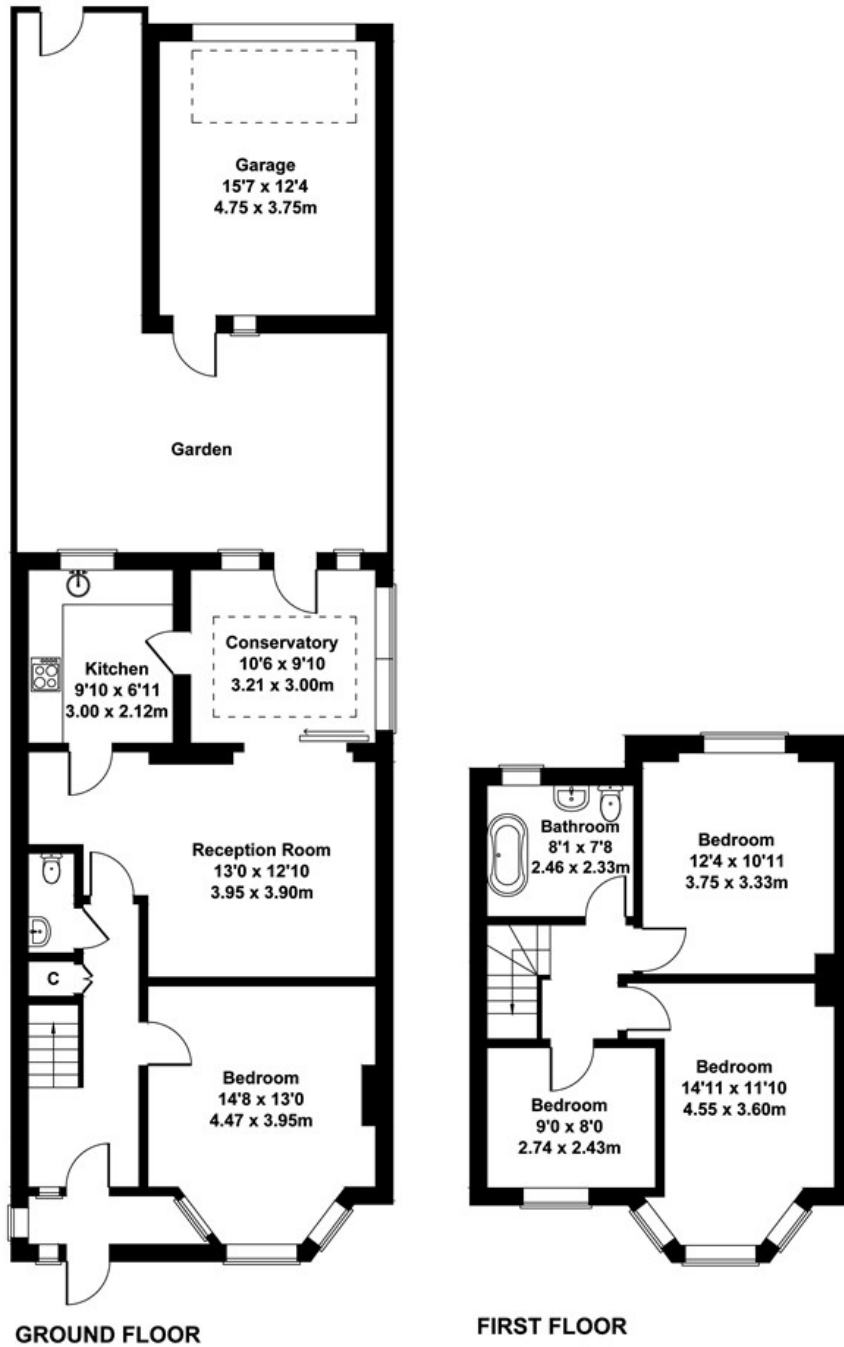 Garage
15'7 x 12'4
4.75 x 3.75m
Garden
Kitchen
9'10 x 6'11
3.00 x 2.12m
Conservatory
10'6 x 9'10
3.21 x 3.00m
Reception Room
13'0 x 12'10
3.95 x 3.90m
C
Bedroom
14'8 x 13'0
4.47 x 3.95m
GROUND FLOOR
Bathroom
8'1 x 7'8
2.46 x 2.33m
Bedroom
12'4 x 10'11
3.75 x 3.33m
Bedroom
9'0 x 8'0
2.74 x 2.43m
Bedroom
14'11 x 11'10
4.55 x 3.60m
FIRST FLOOR